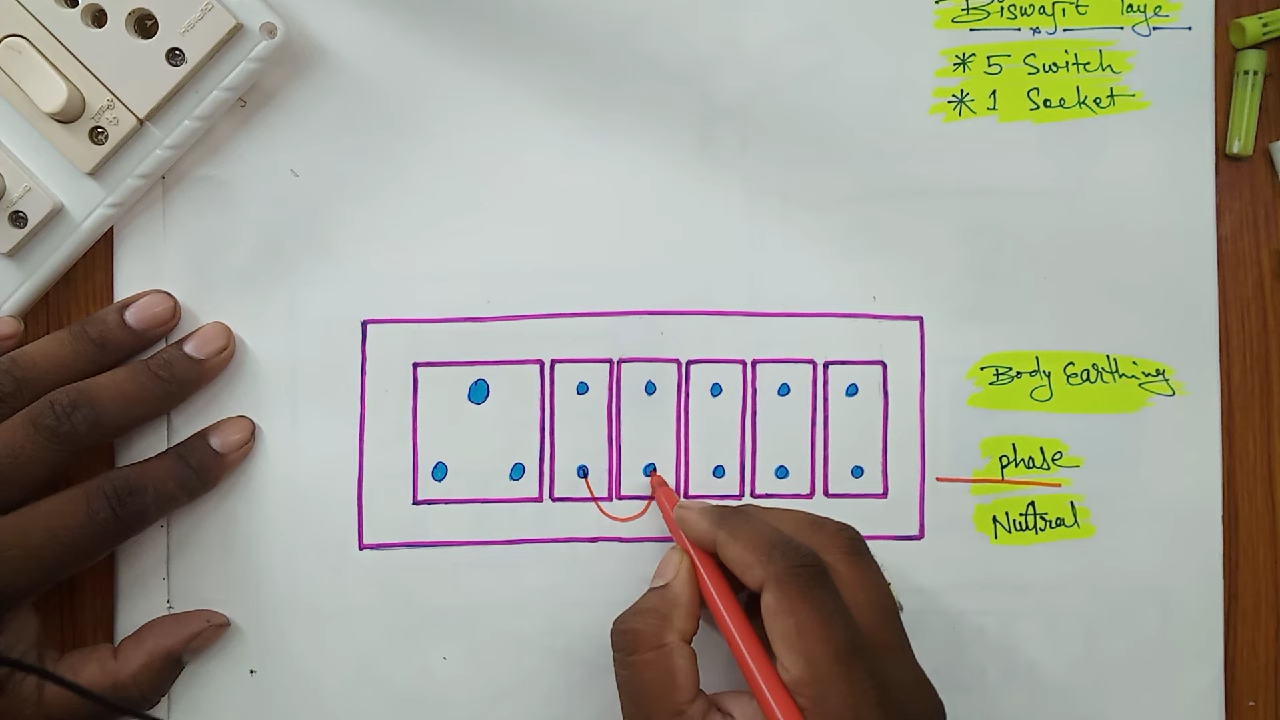 Biswajit Taye
* 5 Switch
* 1 Socket
Body Earthing
phase
Nutral